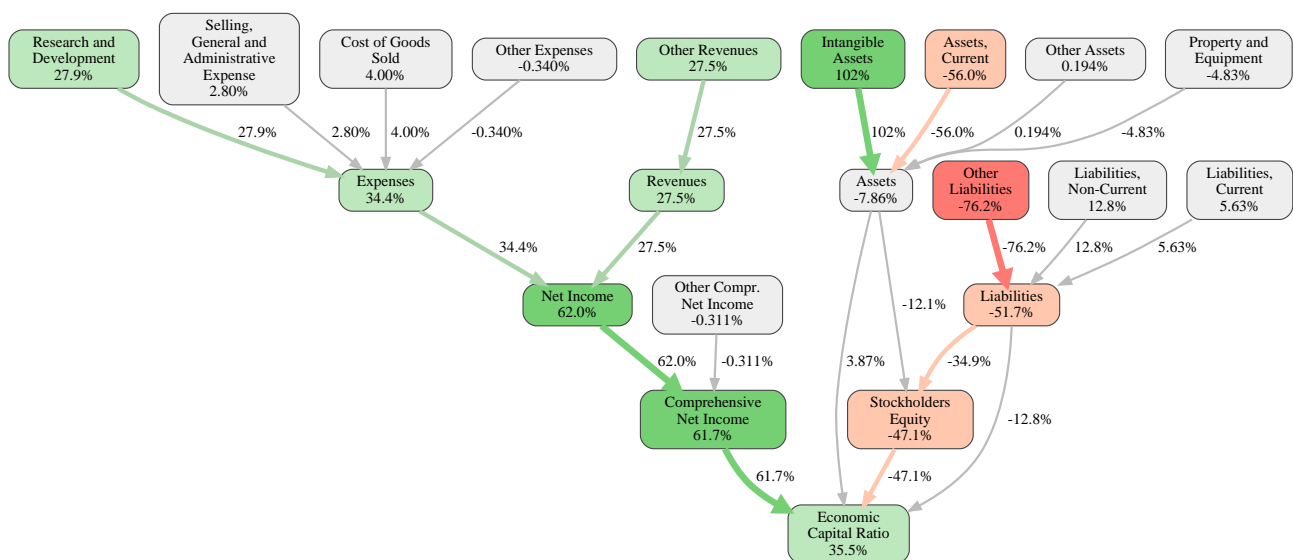 Research and
Development
27.9%
Selling,
General and
Administrative
Expense
2.80%
Cost of Goods
Sold
4.00%
Other Expenses
-0.340%
Other Revenues
27.5%
Intangible
Assets
102%
Assets,
Current
-56.0%
Other Assets
0.194%
Property and
Equipment
-4.83%
27.9%
2.80%
4.00%
-0.340%
27.5%
102%
-56.0%
0.194%
-4.83%
Expenses
34.4%
Revenues
27.5%
Assets
-7.86%
Other
Liabilities
-76.2%
Liabilities,
Non-Current
12.8%
Liabilities,
Current
5.63%
34.4%
27.5%
-76.2%
12.8%
5.63%
Net Income
62.0%
Other Compr.
Net Income
-0.311%
-12.1%
Liabilities
-51.7%
62.0%
-0.311%
3.87%
-34.9%
Comprehensive
Net Income
61.7%
Stockholders
Equity
-47.1%
-12.8%
61.7%
-47.1%
Economic
Capital Ratio
35.5%